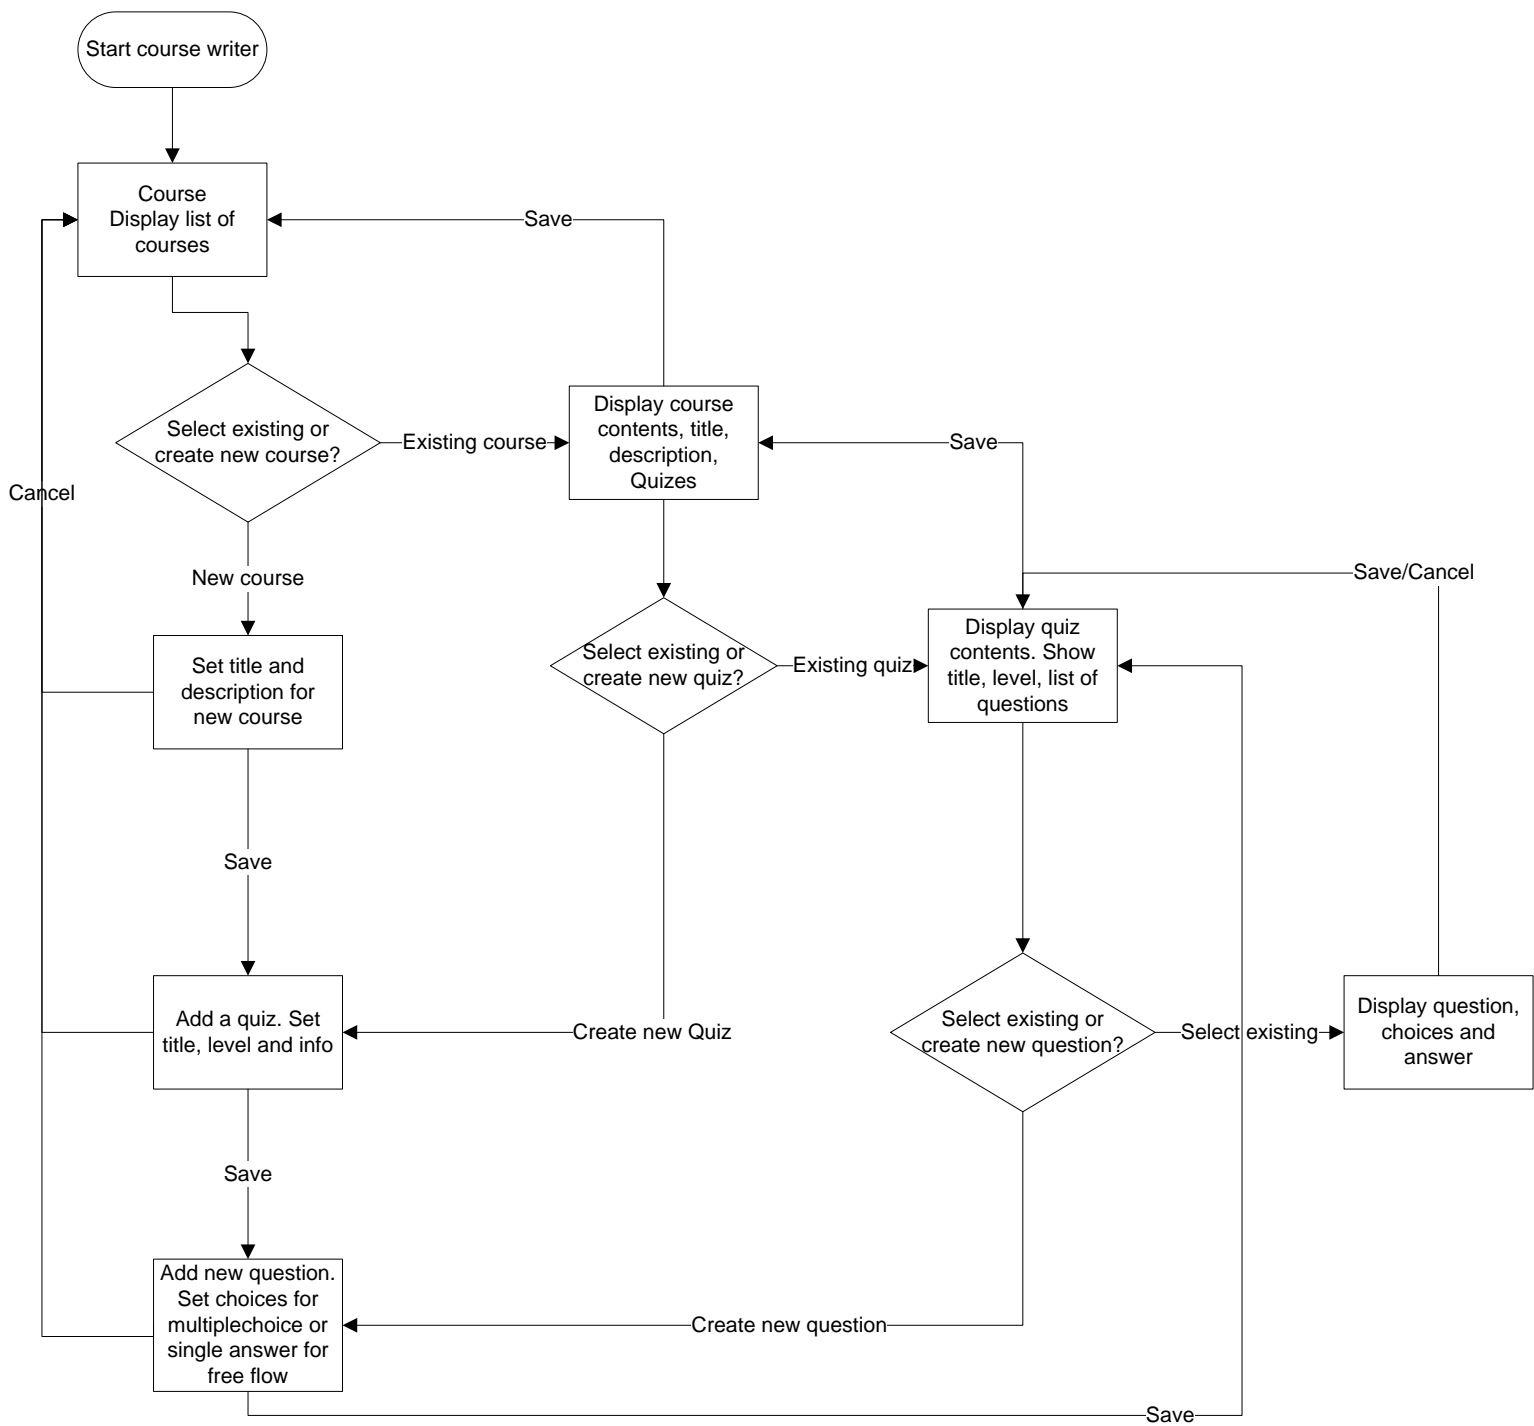 Start course writer
Course
Display list of
courses
Save
Select existing or
create new course?
Existing course
Display course
contents, title,
description,
Quizes
Save
Cancel
New course
Save/Cancel
Set title and
description for
new course
Select existing or
create new quiz?
Existing quiz
Display quiz
contents. Show
title, level, list of
questions
Save
Add a quiz. Set
title, level and info
Create new Quiz
Select existing or
create new question?
Select existing
Display question,
choices and
answer
Save
Add new question.
Set choices for
multiplechoice or
single answer for
free flow
Create new question
Save